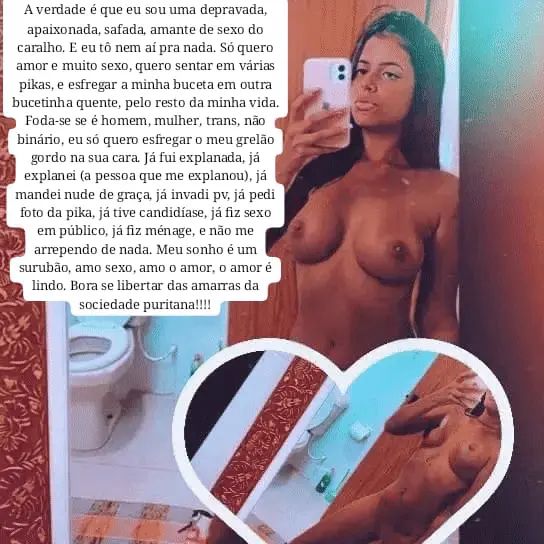 A verdade é que eu sou uma depravada,
apaixonada, safada, amante de sexo do
caralho. E eu tô nem aí pra nada. Só quero
amor e muito sexo, quero sentar em várias
pikas, e esfregar a minha buceta em outra
bucetinha quente, pelo resto da minha vida.
Foda-se se é homem, mulher, trans, não
binário, eu só quero esfregar o meu grelão
gordo na sua cara. Já fui explanada, já
explanei (a pessoa que me explanou), já
mandei nude de graça, já invadi pv, já pedi
foto da pika, já tive candidíase, já fiz sexo
em público, já fiz ménage, e não me
arrependo de nada. Meu sonho é um
surubão, amo sexo, amo o amor, o amor é
lindo. Bora se libertar das amarras da
sociedade puritana!!!!